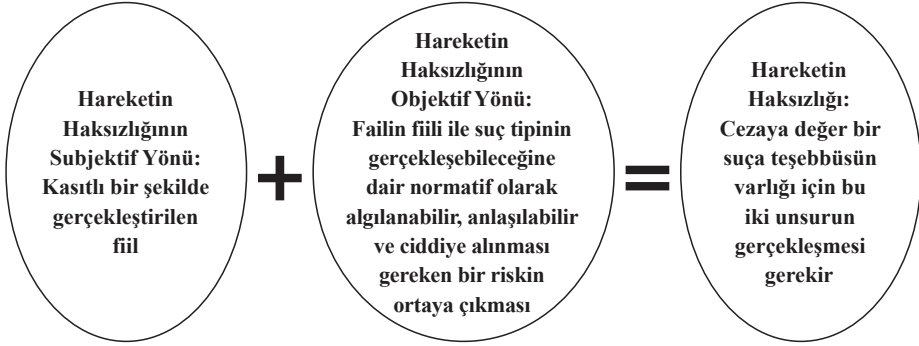 Hareketin
Haksızlığının
Subjektif Yönü:
Kasıtlı bir şekilde
gerçekleştirilen
fiil
+
Hareketin
Haksızlığının
Objektif Yönü:
Failin fiili ile suç tipinin
gerçekleşebileceğine
dair normatif olarak
algılanabilir, anlaşılabilir
ve ciddiye alınması
gereken bir riskin
ortaya çıkması
=
Hareketin
Haksızlığı:
Cezaya değer bir
suça teşebbüsün
varlığı için bu
iki unsurun
gerçekleşmesi
gerekir